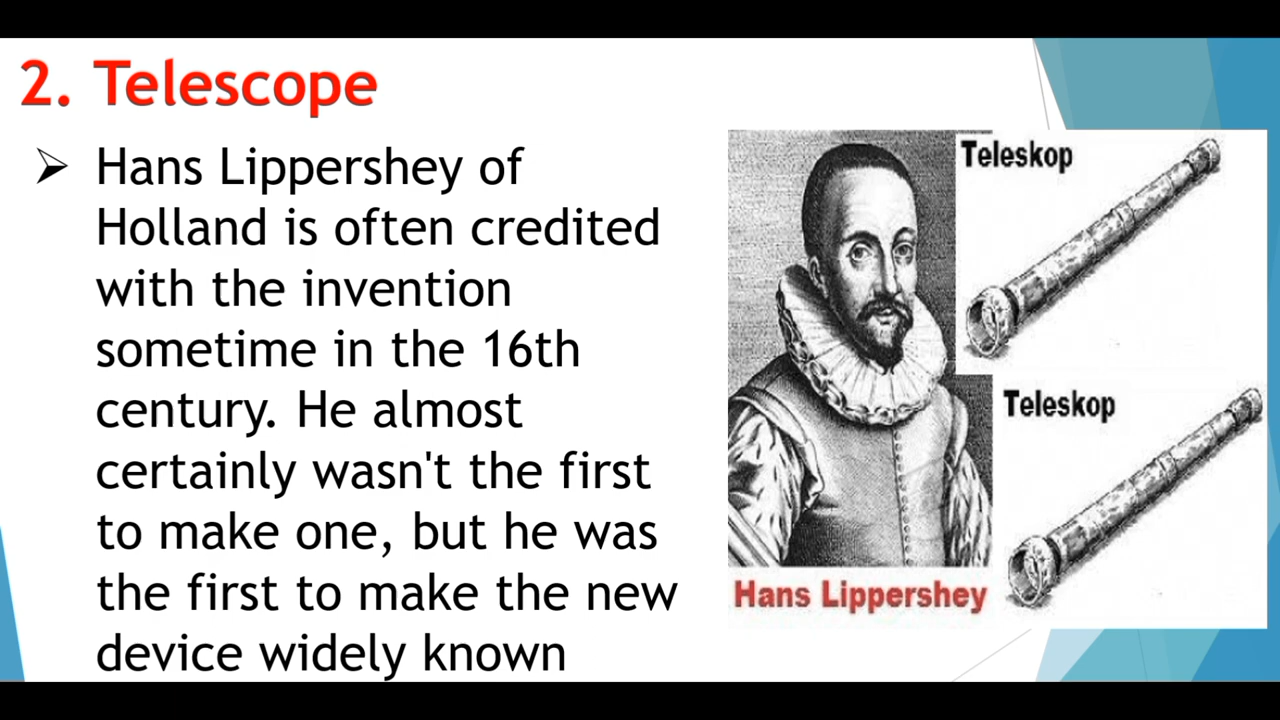 2. Telescope
➢ Hans Lippershey of
Holland is often credited
with the invention
sometime in the 16th
century. He almost
certainly wasn't the first
to make one, but he was
the first to make the new
device widely known
Teleskop
Teleskop
Hans Lippershey